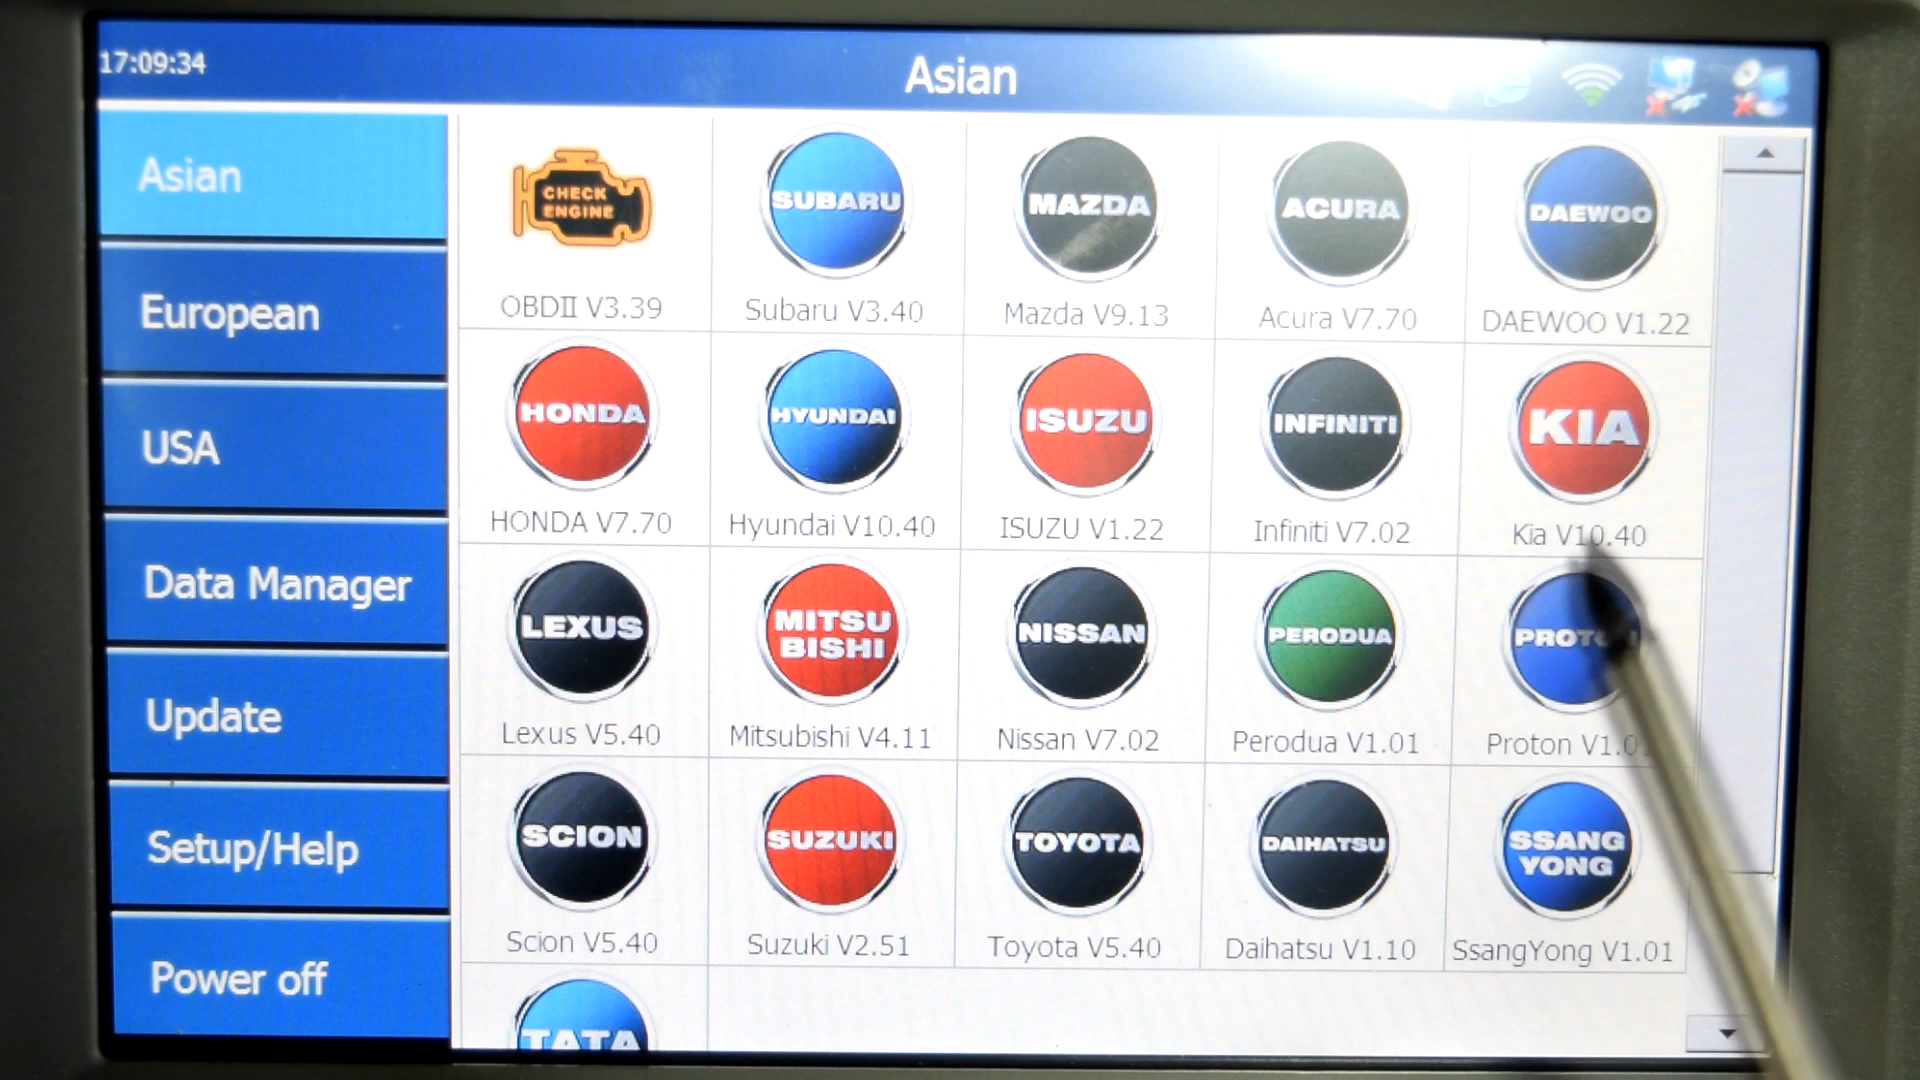 17:09:34
Asian
Asian
European
USA
Data Manager
Update
Setup/Help
Power off
CHECK
ENGINE
OBDII V3.39
SUBARU
Subaru V3.40
MAZDA
Mazda V9.13
ACURA
Acura V7.70
DAEWOO
DAEWOO V1.22
HONDA
HONDA V7.70
HYUNDAI
Hyundai V10.40
ISUZU
ISUZU V1.22
INFINITI
Infiniti V7.02
KIA
Kia V10.40
LEXUS
Lexus V5.40
MITSU
BISHI
Mitsubishi V4.11
NISSAN
Nissan V7.02
PERODUA
Perodua V1.01
Proton
SCION
Scion V5.40
SUZUKI
Suzuki V2.51
TOYOTA
Toyota V5.40
DAIHATSU
Daihatsu V1.10
SSANG
YONG
SsangYong V1.01
TATA